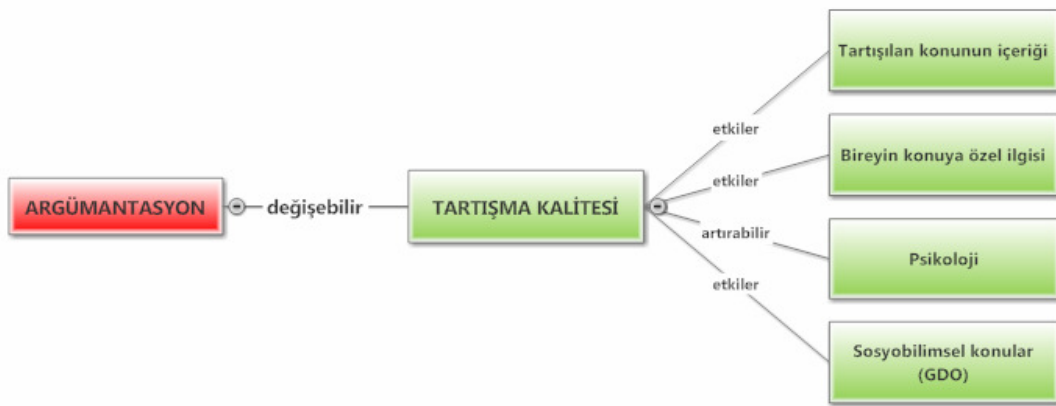 Tartışılan konunun içeriği
etkiler
Bireyin konuya özel ilgisi
etkiler
ARGÜMANTASYON
değişebilir
TARTIŞMA KALİTESİ
artırabilir
Psikoloji
etkiler
Sosyobilimsel konular
(GDO)